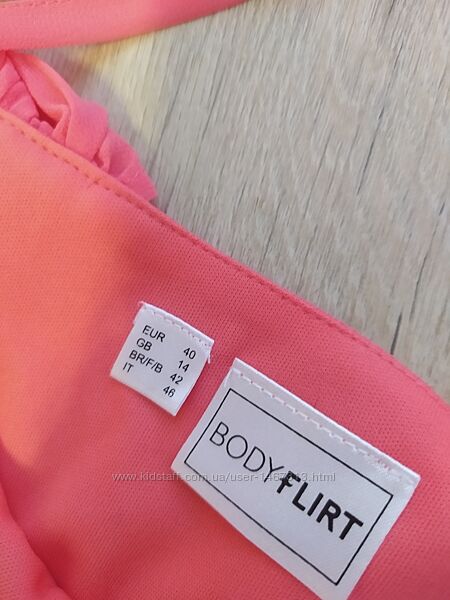 EUR 40
GB 14
BR/F/B 42
IT 46
BODYFLIRT